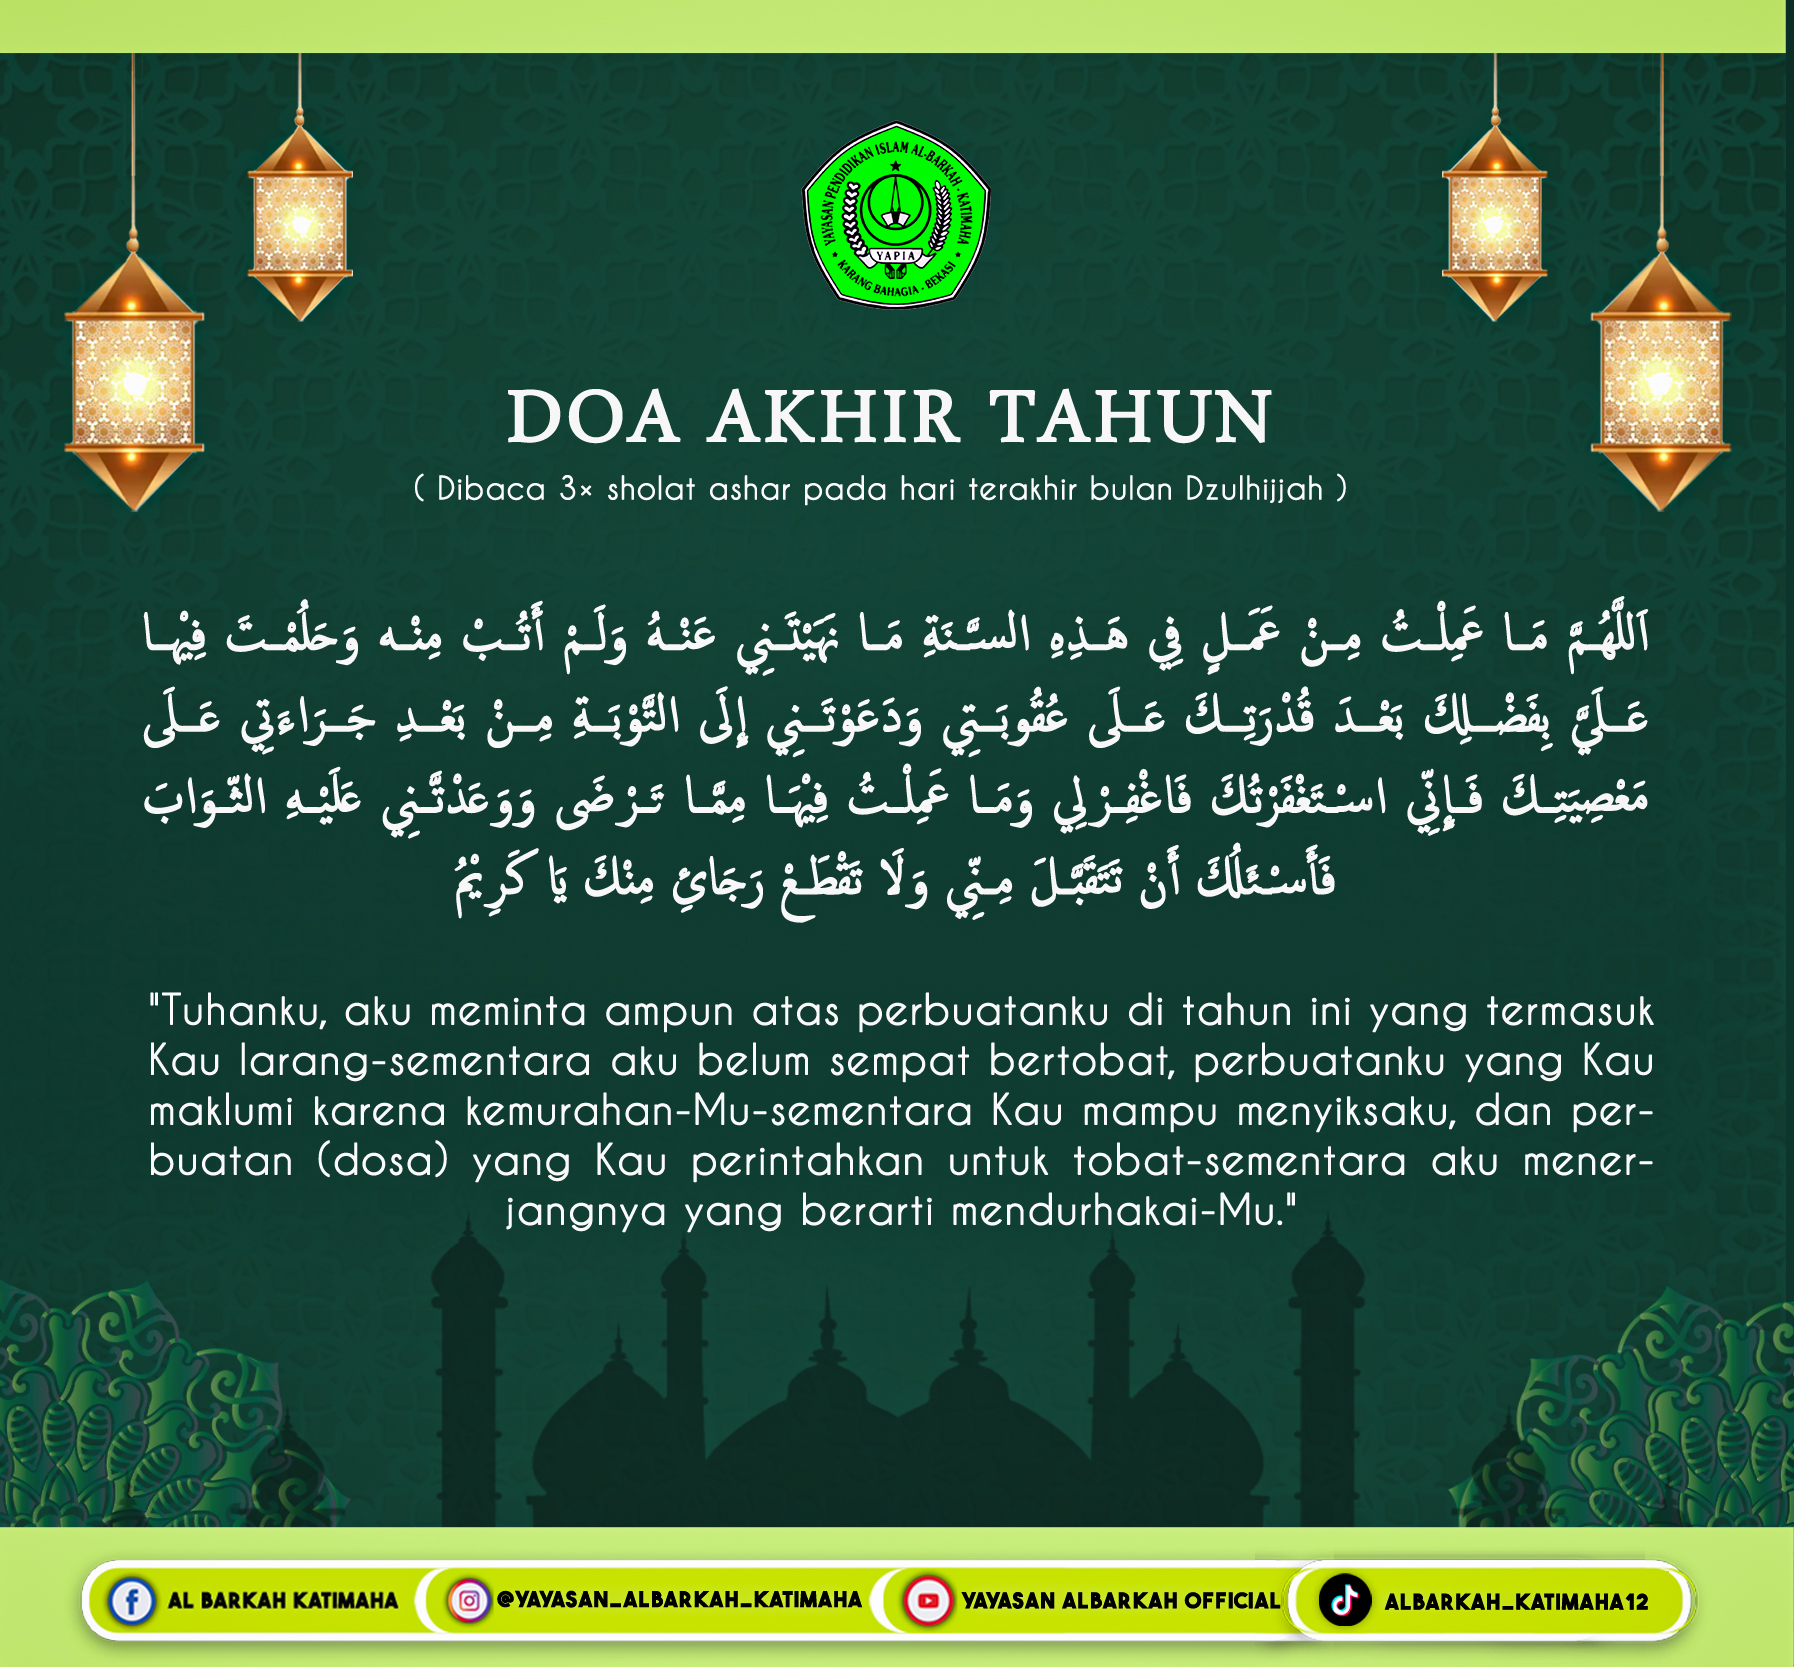 YAYASAN PENDIDIKAN ISLAM AL-BARKAH - KATIMAHA
YAPIA
KARANG BAHAGIA - BEKASI
DOA AKHIR TAHUN
( Dibaca 3x sholat ashar pada hari terakhir bulan Dzulhijjah )
اَللَّهُمَّ مَا عَمِلْتُ مِنْ عَمَلٍ فِي هَذِهِ السَّنَةِ مَا نَهَيْتَنِي عَنْهُ وَلَمْ أَتُبْ مِنْه وَحَلُمْتَ فِيْها
عَلَيَّ بِفَضْلِكَ بَعْدَ قُدْرَتِكَ عَلَى عُقُوبَتِي وَدَعَوْتَنِي إِلَى التَّوْبَةِ مِنْ بَعْدِ جَرَاءَتِي عَلَى
مَعْصِيَتِكَ فَإِنِّي اسْتَغْفَرْتُكَ فَاغْفِرْلِي وَمَا عَمِلْتُ فِيْهَا مِمَّا تَرْضَى وَوَعَدْتَّنِي عَلَيْهِ الثّوَابَ
فَأَسْئَلُكَ أَنْ تَتَقَبَّلَ مِنِّي وَلَا تَقْطَعْ رَجَائِ مِنْكَ يَا كَرِيْمُ
"Tuhanku, aku meminta ampun atas perbuatanku di tahun ini yang termasuk
Kau larang-sementara aku belum sempat bertobat, perbuatanku yang Kau
maklumi karena kemurahan-Mu-sementara Kau mampu menyiksaku, dan per-
buatan (dosa) yang Kau perintahkan untuk tobat-sementara aku mener-
jangnya yang berarti mendurhakai-Mu."
AL BARKAH KATIMAHA @YAYASAN_ALBARKAH_KATIMAHA YAYASAN ALBARKAH OFFICIAL ALBARKAH_KATIMAHA12